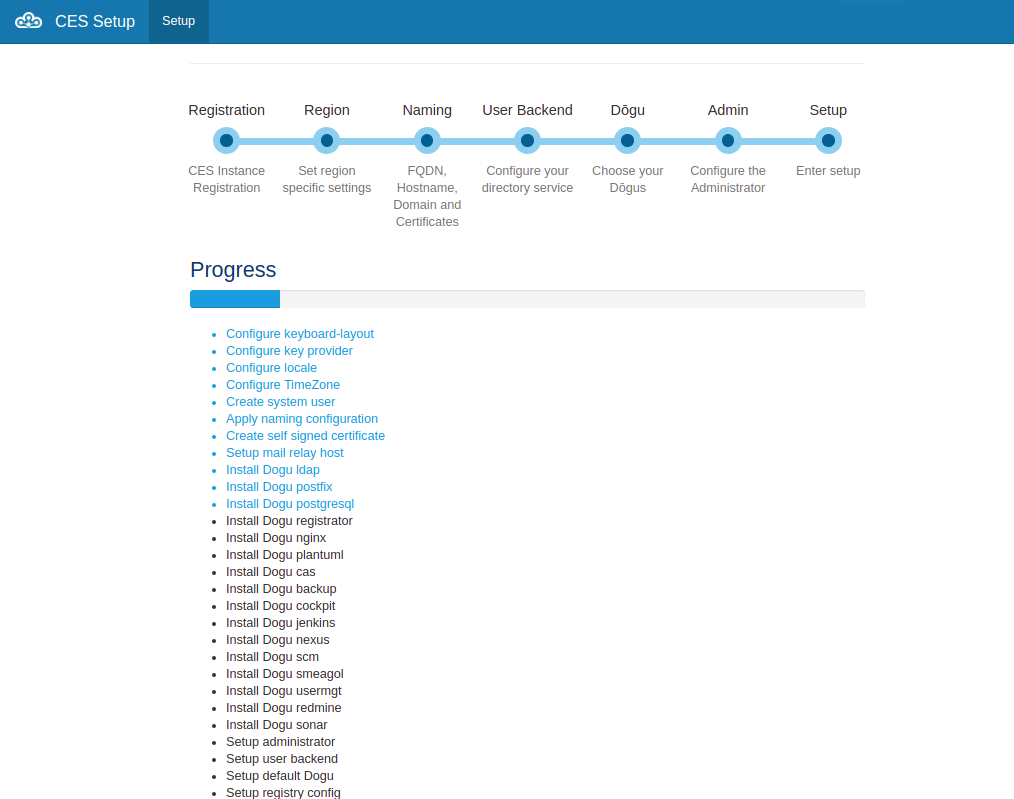 CES Setup
Setup
Registration
Region
Naming
User Backend
Dōgu
Admin
Setup
CES Instance
Registration
Set region
specific settings
FQDN,
Hostname,
Domain and
Certificates
Configure your
directory service
Choose your
Dōgus
Configure the
Administrator
Enter setup
Progress
Configure keyboard-layout
Configure key provider
Configure locale
Configure TimeZone
Create system user
Apply naming configuration
Create self signed certificate
Setup mail relay host
Install Dogu ldap
Install Dogu postfix
Install Dogu postgresql
Install Dogu registrator
Install Dogu nginx
Install Dogu plantuml
Install Dogu cas
Install Dogu backup
Install Dogu cockpit
Install Dogu jenkins
Install Dogu nexus
Install Dogu scm
Install Dogu smeagol
Install Dogu usermgt
Install Dogu redmine
Install Dogu sonar
Setup administrator
Setup user backend
Setup default Dogu
Setup registry config